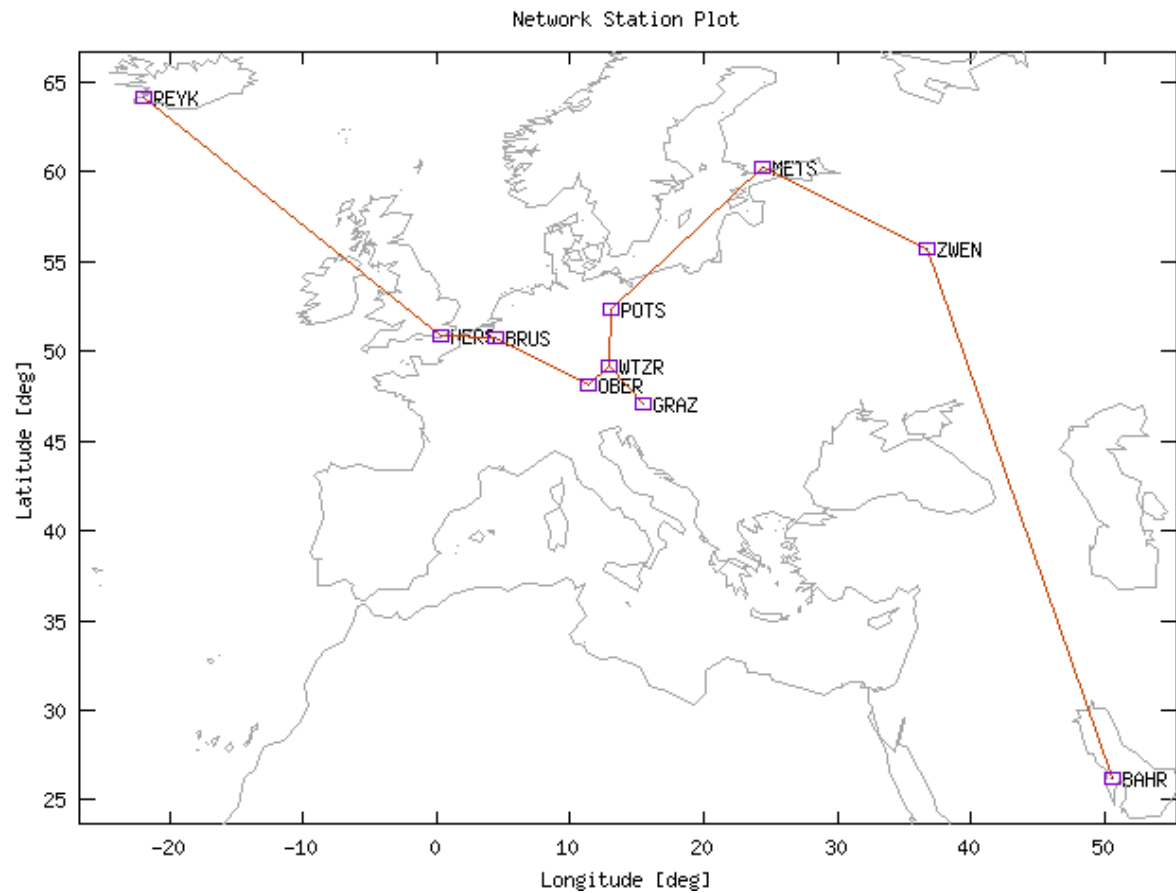 Network Station Plot
65
60
55
50
45
40
35
30
25
Latitude [deg]
REYK
METS
ZWEN
POTS
HERS
BRUS
WTZR
OBER
GRAZ
BAHR
-20
-10
0
10
20
30
40
50
Longitude [deg]